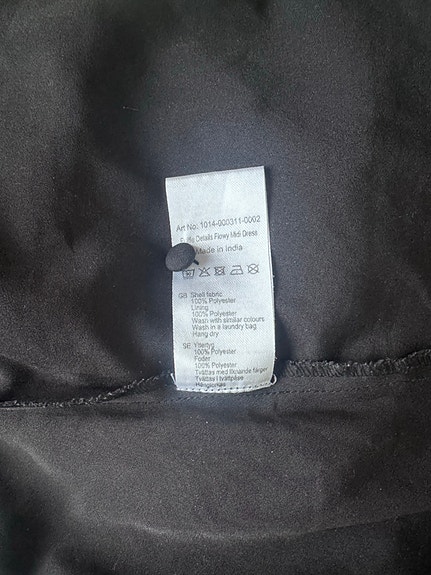 Art No: 1014-000311-0002
Details Flowy Midi Dress
Made in India
GB Shell fabric
100% Polyester
Lining
100% Polyester
Wash with similar colours
Wash in a laundry bag
Hang dry
SE Yttertyg
100% Polyester
Foder
100% Polyester
Tvättas med liknande färger
Tvättas i tvättpåse
Hängtorkas